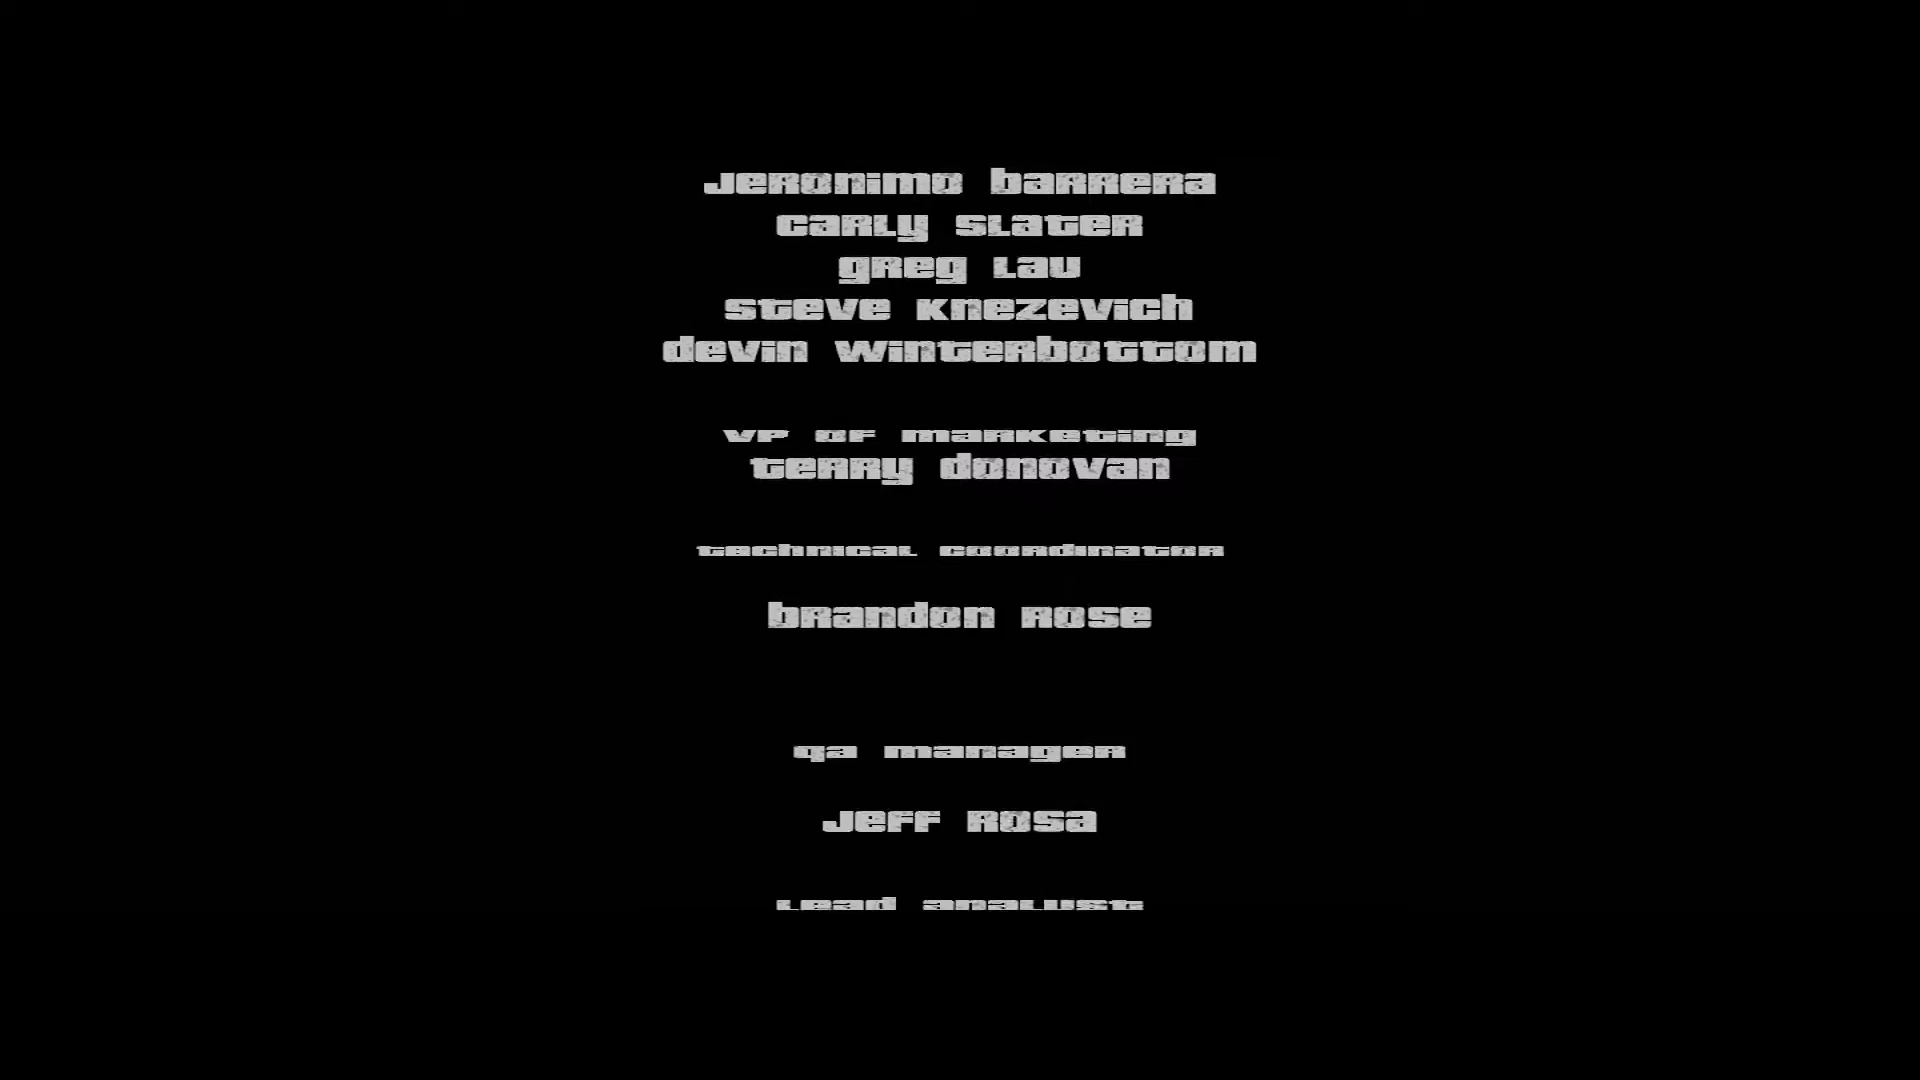 Jeronimo Barrera
Carly Slater
Greg Lau
Steve Knezevich
Devin Winterbottom
VP of Marketing
Terry Donovan
Technical Coordinator
Brandon Rose
QA Manager
Jeff Rosa
Lead Analyst